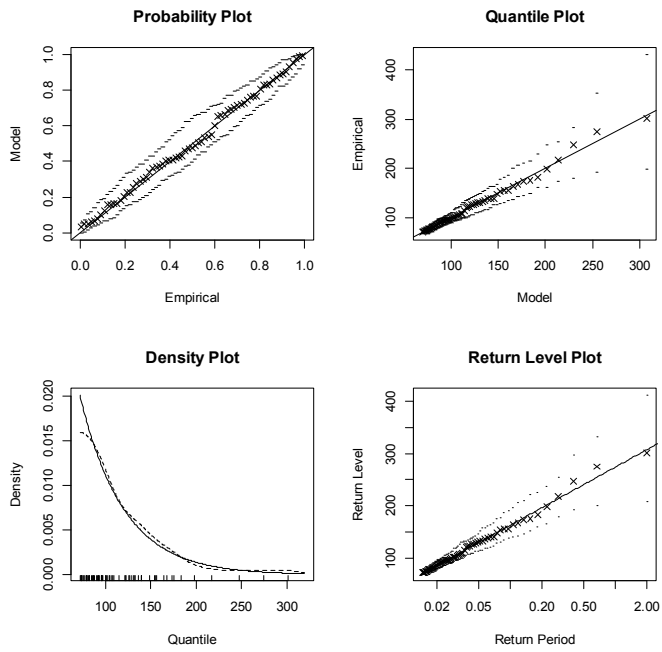 Probability Plot
Model
0.0 0.2 0.4 0.6 0.8 1.0
0.0 0.2 0.4 0.6 0.8 1.0
Empirical
Quantile Plot
Empirical
100 200 300 400
100 150 200 250 300
Model
Density Plot
Density
0.000 0.005 0.010 0.015 0.020
100 150 200 250 300
Quantile
Return Level Plot
Return Level
100 200 300 400
0.02 0.05 0.20 0.50 2.00
Return Period